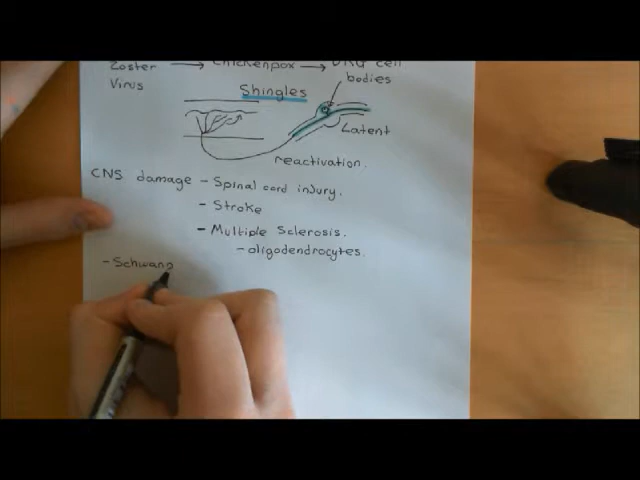 Zoster → Chickenpox → DRG cell
Virus bodies
Shingles
Latent
reactivation.
CNS damage - Spinal cord injury.
- Stroke
- Multiple Sclerosis.
- oligodendrocytes.
- Schwann